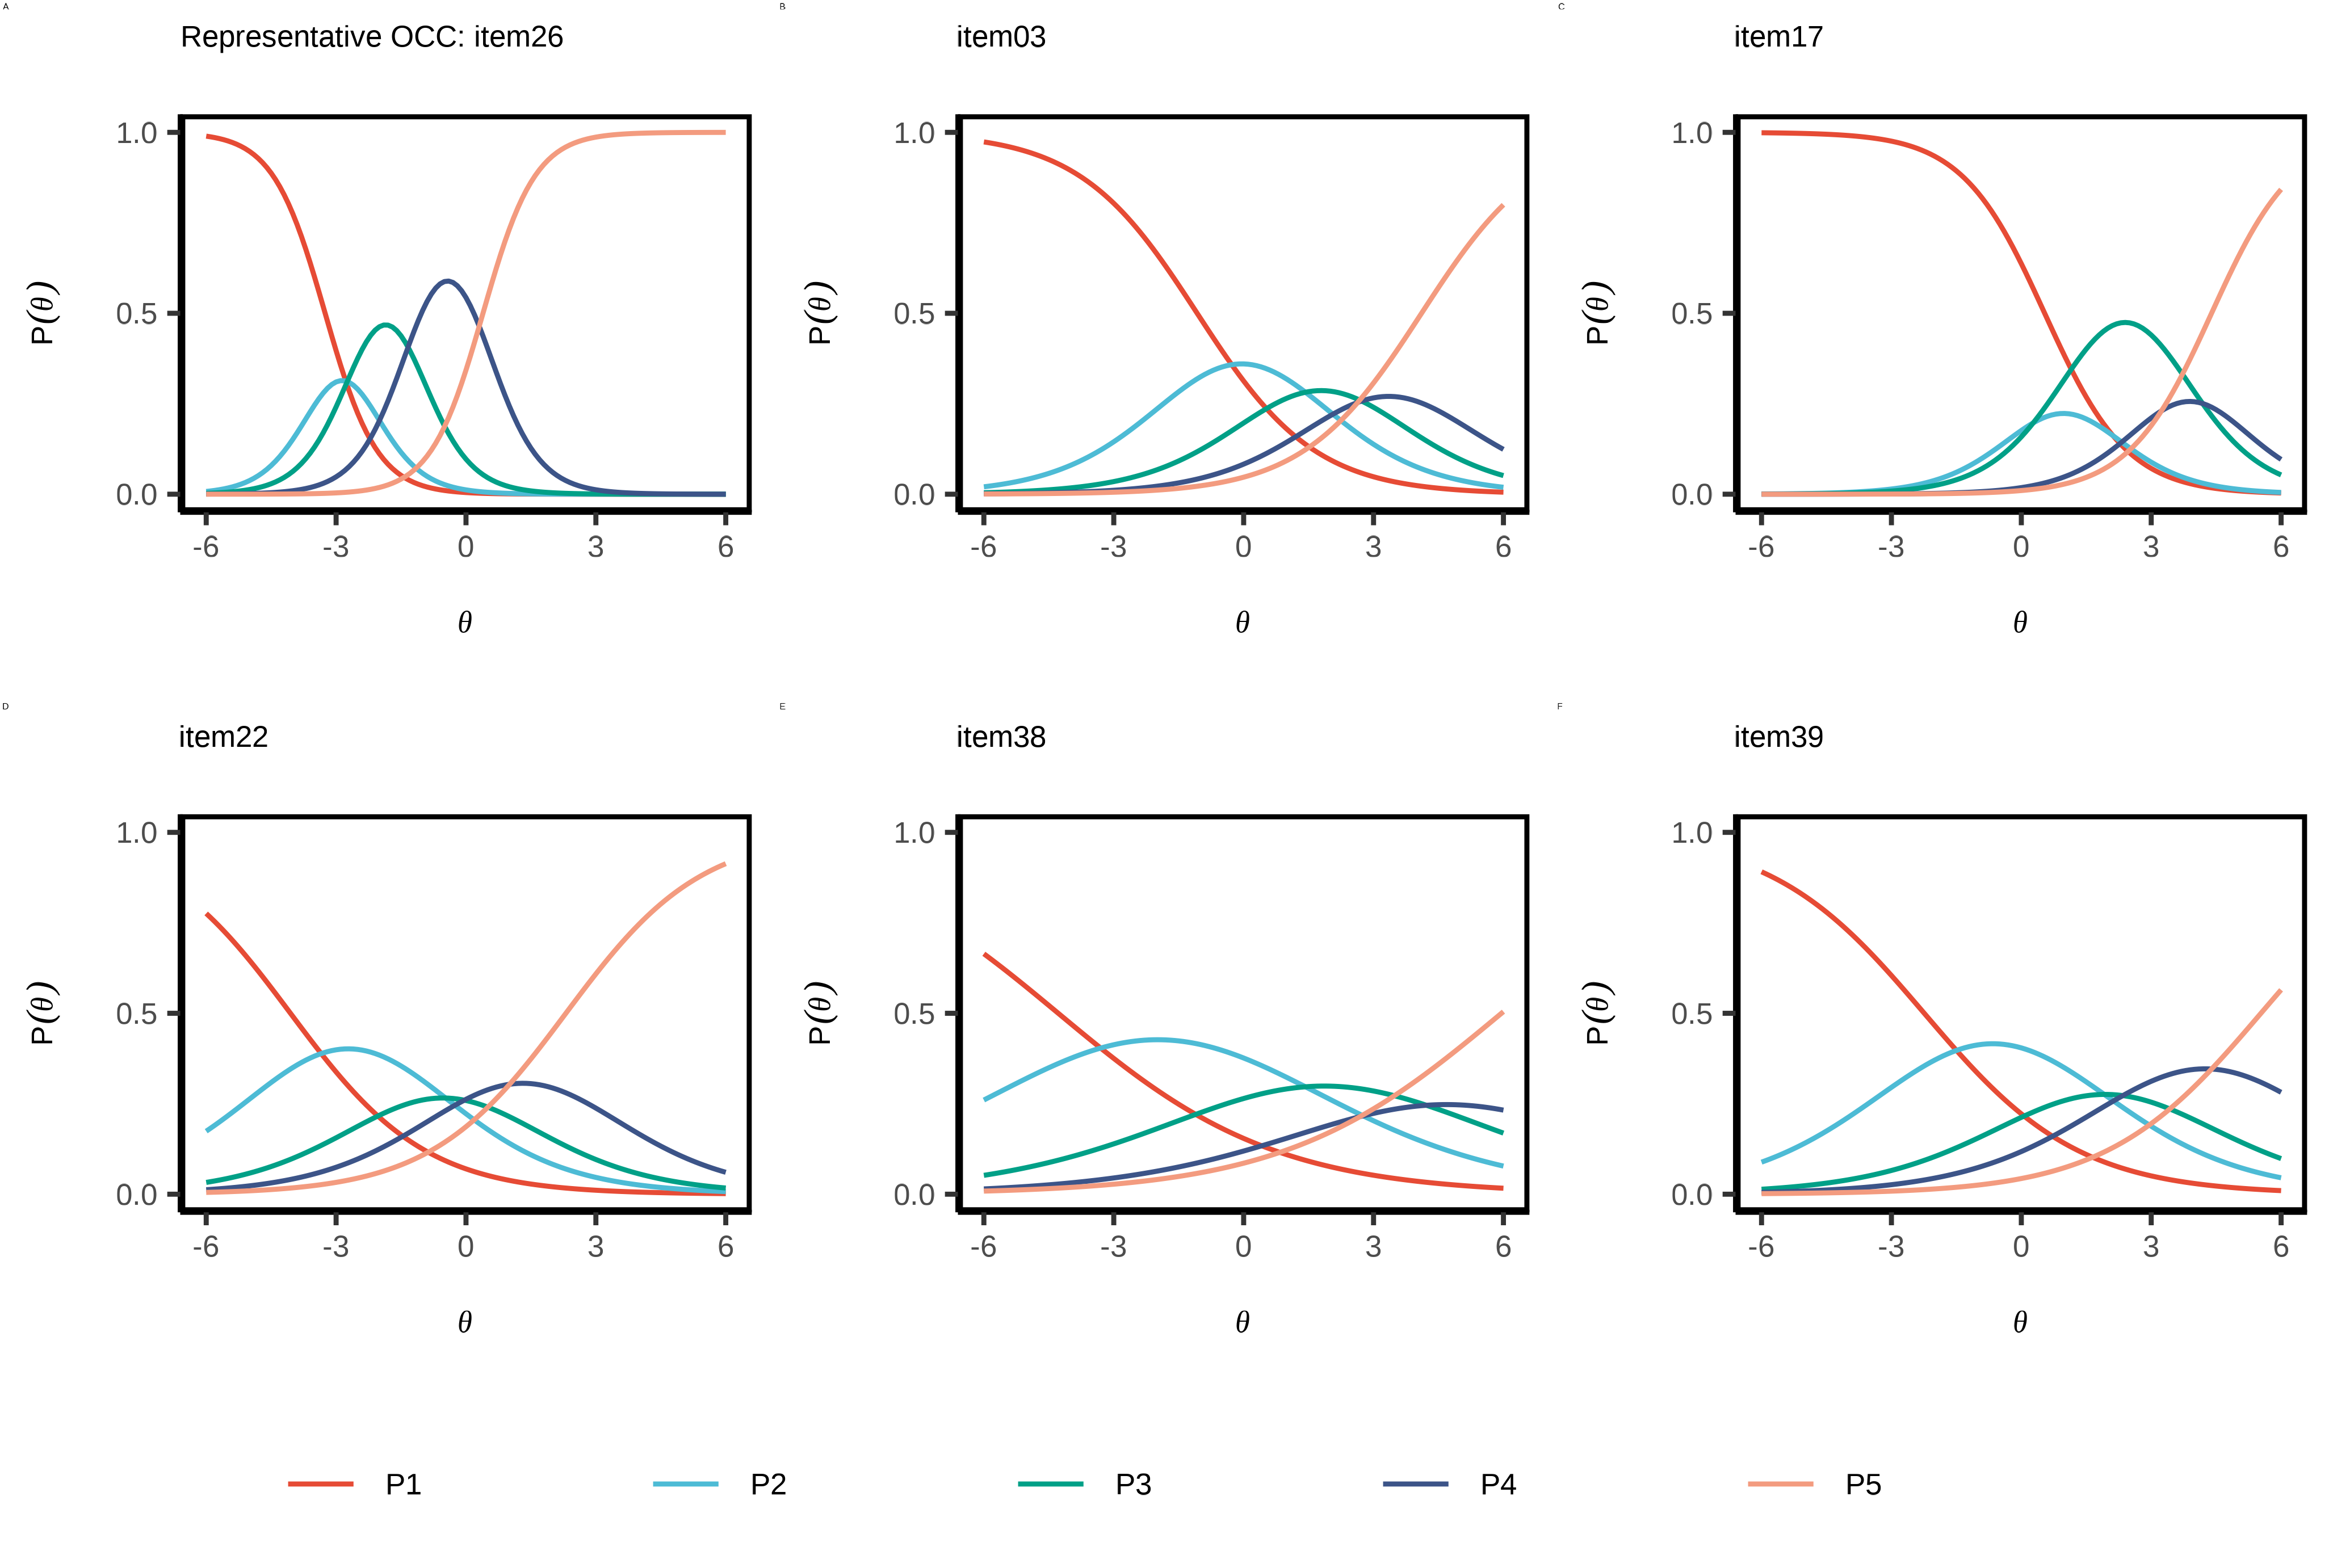 A
Representative OCC: item26
1.0
0.5
0.0
P(θ)
-6 -3 0 3 6
θ
B
item03
1.0
0.5
0.0
P(θ)
-6 -3 0 3 6
θ
C
item17
1.0
0.5
0.0
P(θ)
-6 -3 0 3 6
θ
D
item22
1.0
0.5
0.0
P(θ)
-6 -3 0 3 6
θ
E
item38
1.0
0.5
0.0
P(θ)
-6 -3 0 3 6
θ
F
item39
1.0
0.5
0.0
P(θ)
-6 -3 0 3 6
θ
P1 P2 P3 P4 P5